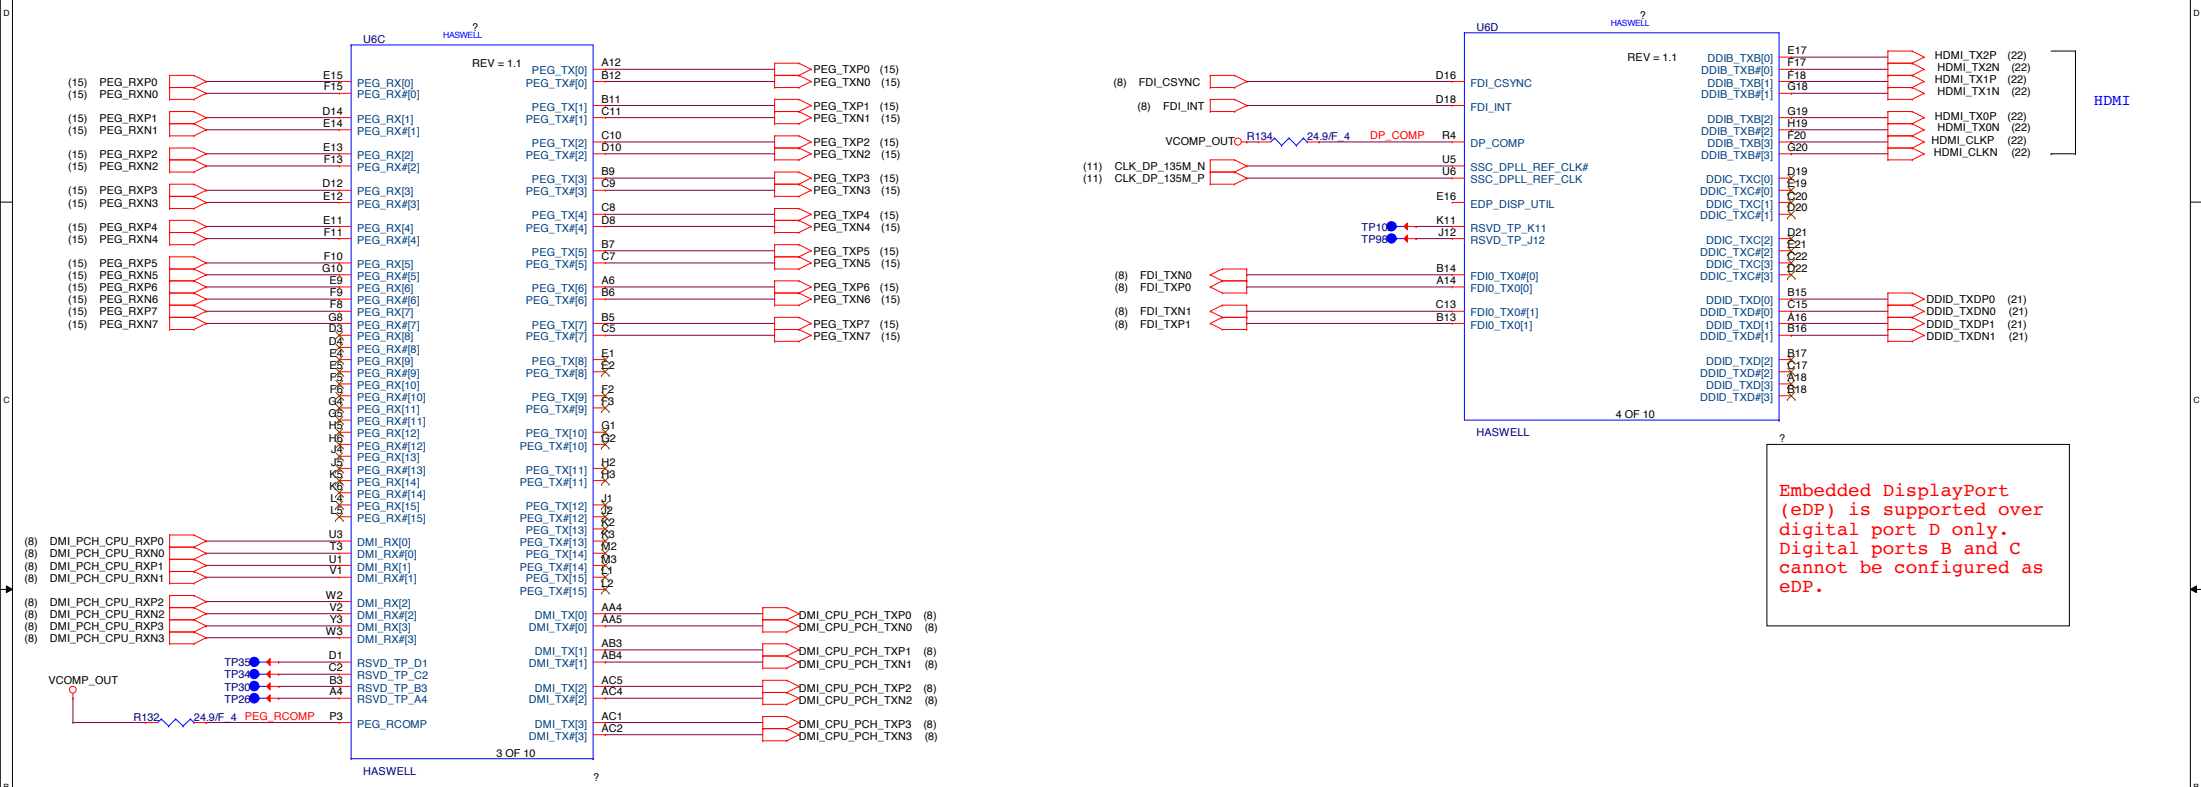 D
D
C
C
B
B
?
HASWELL
U6C
REV = 1.1
(15) PEG_RXP0 E15 PEG_RX[0]
(15) PEG_RXN0 F15 PEG_RX#[0]
(15) PEG_RXP1 D14 PEG_RX[1]
(15) PEG_RXN1 E14 PEG_RX#[1]
(15) PEG_RXP2 E13 PEG_RX[2]
(15) PEG_RXN2 F13 PEG_RX#[2]
(15) PEG_RXP3 D12 PEG_RX[3]
(15) PEG_RXN3 E12 PEG_RX#[3]
(15) PEG_RXP4 E11 PEG_RX[4]
(15) PEG_RXN4 F11 PEG_RX#[4]
(15) PEG_RXP5 F10 PEG_RX[5]
(15) PEG_RXN5 G10 PEG_RX#[5]
(15) PEG_RXP6 E9 PEG_RX[6]
(15) PEG_RXN6 F9 PEG_RX#[6]
(15) PEG_RXP7 F8 PEG_RX[7]
(15) PEG_RXN7 G8 PEG_RX#[7]
D3 PEG_RX[8]
D4 PEG_RX#[8]
E4 PEG_RX[9]
E5 PEG_RX#[9]
F5 PEG_RX[10]
F6 PEG_RX#[10]
G4 PEG_RX[11]
G5 PEG_RX#[11]
H5 PEG_RX[12]
H6 PEG_RX#[12]
J4 PEG_RX[13]
J5 PEG_RX#[13]
K5 PEG_RX[14]
K6 PEG_RX#[14]
L4 PEG_RX[15]
L5 PEG_RX#[15]
(8) DMI_PCH_CPU_RXP0 U3 DMI_RX[0]
(8) DMI_PCH_CPU_RXN0 T3 DMI_RX#[0]
(8) DMI_PCH_CPU_RXP1 U1 DMI_RX[1]
(8) DMI_PCH_CPU_RXN1 V1 DMI_RX#[1]
(8) DMI_PCH_CPU_RXP2 W2 DMI_RX[2]
(8) DMI_PCH_CPU_RXN2 V2 DMI_RX#[2]
(8) DMI_PCH_CPU_RXP3 Y3 DMI_RX[3]
(8) DMI_PCH_CPU_RXN3 W3 DMI_RX#[3]
TP35 D1 RSVD_TP_D1
TP34 C2 RSVD_TP_C2
TP30 B3 RSVD_TP_B3
TP26 A4 RSVD_TP_A4
VCOMP_OUT
R132 24.9/F_4 PEG_RCOMP P3 PEG_RCOMP
PEG_TX[0] A12 PEG_TXP0 (15)
PEG_TX#[0] B12 PEG_TXN0 (15)
PEG_TX[1] B11 PEG_TXP1 (15)
PEG_TX#[1] C11 PEG_TXN1 (15)
PEG_TX[2] C10 PEG_TXP2 (15)
PEG_TX#[2] D10 PEG_TXN2 (15)
PEG_TX[3] B9 PEG_TXP3 (15)
PEG_TX#[3] C9 PEG_TXN3 (15)
PEG_TX[4] C8 PEG_TXP4 (15)
PEG_TX#[4] D8 PEG_TXN4 (15)
PEG_TX[5] B7 PEG_TXP5 (15)
PEG_TX#[5] C7 PEG_TXN5 (15)
PEG_TX[6] A6 PEG_TXP6 (15)
PEG_TX#[6] B6 PEG_TXN6 (15)
PEG_TX[7] B5 PEG_TXP7 (15)
PEG_TX#[7] C5 PEG_TXN7 (15)
PEG_TX[8] E1
PEG_TX#[8] E2
PEG_TX[9] F2
PEG_TX#[9] F3
PEG_TX[10] G1
PEG_TX#[10] G2
PEG_TX[11] H2
PEG_TX#[11] H3
PEG_TX[12] J1
PEG_TX#[12] J2
PEG_TX[13] K2
PEG_TX#[13] K3
PEG_TX[14] M2
PEG_TX#[14] M3
PEG_TX[15] L1
PEG_TX#[15] L2
DMI_TX[0] AA4 DMI_CPU_PCH_TXP0 (8)
DMI_TX#[0] AA5 DMI_CPU_PCH_TXN0 (8)
DMI_TX[1] AB3 DMI_CPU_PCH_TXP1 (8)
DMI_TX#[1] AB4 DMI_CPU_PCH_TXN1 (8)
DMI_TX[2] AC5 DMI_CPU_PCH_TXP2 (8)
DMI_TX#[2] AC4 DMI_CPU_PCH_TXN2 (8)
DMI_TX[3] AC1 DMI_CPU_PCH_TXP3 (8)
DMI_TX#[3] AC2 DMI_CPU_PCH_TXN3 (8)
3 OF 10
HASWELL
?
?
HASWELL
U6D
REV = 1.1
(8) FDI_CSYNC D16 FDI_CSYNC
(8) FDI_INT D18 FDI_INT
VCOMP_OUT R134 24.9/F_4 DP_COMP R4 DP_COMP
(11) CLK_DP_135M_N U5 SSC_DPLL_REF_CLK#
(11) CLK_DP_135M_P U6 SSC_DPLL_REF_CLK
E16 EDP_DISP_UTIL
K11 RSVD_TP_K11
TP98 J12 RSVD_TP_J12
(8) FDI_TXN0 B14 FDI0_TX0#[0]
(8) FDI_TXP0 A14 FDI0_TX0[0]
(8) FDI_TXN1 C13 FDI0_TX0#[1]
(8) FDI_TXP1 B13 FDI0_TX0[1]
DDIB_TXB[0] E17 HDMI_TX2P (22)
DDIB_TXB#[0] F17 HDMI_TX2N (22)
DDIB_TXB[1] F18 HDMI_TX1P (22)
DDIB_TXB#[1] G18 HDMI_TX1N (22)
DDIB_TXB[2] G19 HDMI_TX0P (22)
DDIB_TXB#[2] H19 HDMI_TX0N (22)
DDIB_TXB[3] F20 HDMI_CLKP (22)
DDIB_TXB#[3] G20 HDMI_CLKN (22)
HDMI
DDIC_TXC[0] D19
DDIC_TXC#[0] E19
DDIC_TXC[1] C20
DDIC_TXC#[1] D20
DDIC_TXC[2] D21
DDIC_TXC#[2] E21
DDIC_TXC[3] C22
DDIC_TXC#[3] D22
DDID_TXD[0] B15 DDID_TXDP0 (21)
DDID_TXD#[0] C15 DDID_TXDN0 (21)
DDID_TXD[1] A16 DDID_TXDP1 (21)
DDID_TXD#[1] B16 DDID_TXDN1 (21)
DDID_TXD[2] B17
DDID_TXD#[2] C17
DDID_TXD[3] A18
DDID_TXD#[3] B18
4 OF 10
HASWELL
?
Embedded DisplayPort
(eDP) is supported over
digital port D only.
Digital ports B and C
cannot be configured as
eDP.